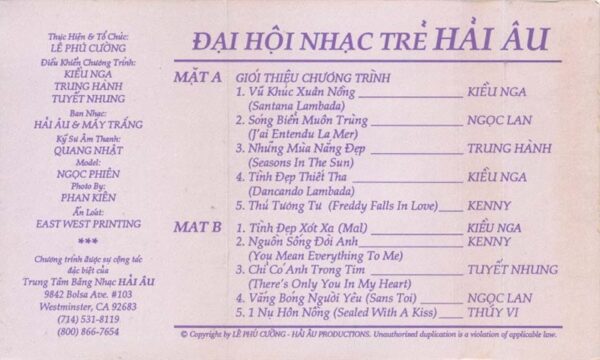 Thực Hiện & Tổ Chức:
LÊ PHÚ CƯỜNG
Điều Khiển Chương Trình:
KIỀU NGA
TRUNG HÀNH
TUYẾT NHUNG
Ban Nhạc:
HẢI ÂU & MÂY TRẮNG
Kỹ Sư Âm Thanh:
QUANG NHẬT
Model:
NGỌC PHIÊN
Photo By:
PHAN KIÊN
Ấn Loát:
EAST WEST PRINTING
***
Chương trình được sự cộng tác
đặc biệt của
Trung Tâm Băng Nhạc HẢI ÂU
9842 Bolsa Ave. #103
Westminster, CA 92683
(714) 531-8119
(800) 866-7654
ĐẠI HỘI NHẠC TRẺ HẢI ÂU
MẶT A GIỚI THIỆU CHƯƠNG TRÌNH
1. Vũ Khúc Xuân Nồng KIỀU NGA
(Santana Lambada)
2. Sóng Biển Muôn Trùng NGỌC LAN
(J'ai Entendu La Mer)
3. Những Mùa Nắng Đẹp TRUNG HÀNH
(Seasons In The Sun)
4. Tình Đẹp Thiết Tha KIỀU NGA
(Dancando Lambada)
5. Thú Tương Tư (Freddy Falls In Love) KENNY
MAT B 1. Tình Đẹp Xót Xa (Mal) KIỀU NGA
2. Nguồn Sống Đời Anh KENNY
(You Mean Everything To Me)
3. Chỉ Có Anh Trong Tim TUYẾT NHUNG
(There's Only You In My Heart)
4. Vắng Bóng Người Yêu (Sans Toi) NGỌC LAN
5. 1 Nụ Hôn Nồng (Sealed With A Kiss) THÚY VI
© Copyright by LÊ PHÚ CƯỜNG - HẢI ÂU PRODUCTIONS. Unauthorized duplication is a violation of applicable law.